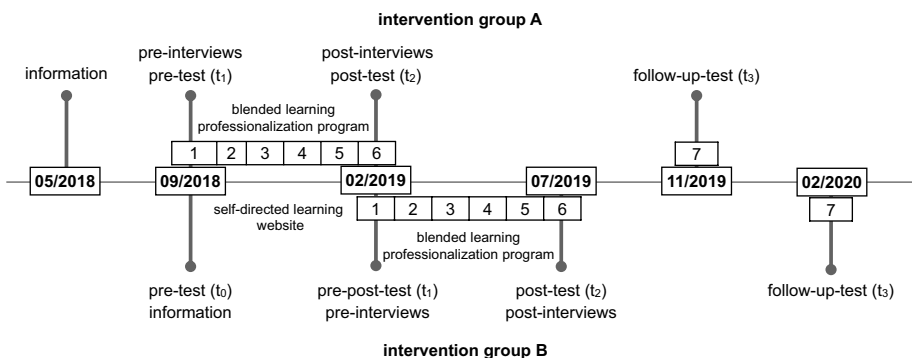 intervention group A
pre-interviews
post-interviews
information
pre-test (t₁)
post-test (t₂)
follow-up-test (t₃)
blended learning
professionalization program
1 2 3 4 5 6
7
05/2018 09/2018 02/2019 07/2019 11/2019 02/2020
self-directed learning
website
1 2 3 4 5 6
7
blended learning
professionalization program
pre-test (t₀)
information
pre-post-test (t₁)
pre-interviews
post-test (t₂)
post-interviews
follow-up-test (t₃)
intervention group B